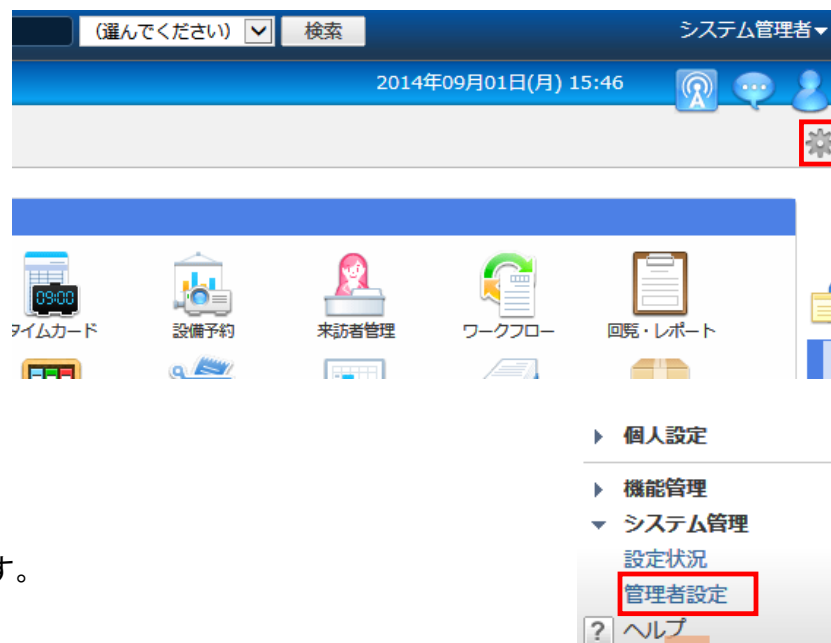 (選んでください) 検索 システム管理者▼
2014年09月01日(月) 15:46
09:00
タイムカード 設備予約 来訪者管理 ワークフロー 回覧・レポート
個人設定
機能管理
システム管理
設定状況
す。
管理者設定
? ヘルプ